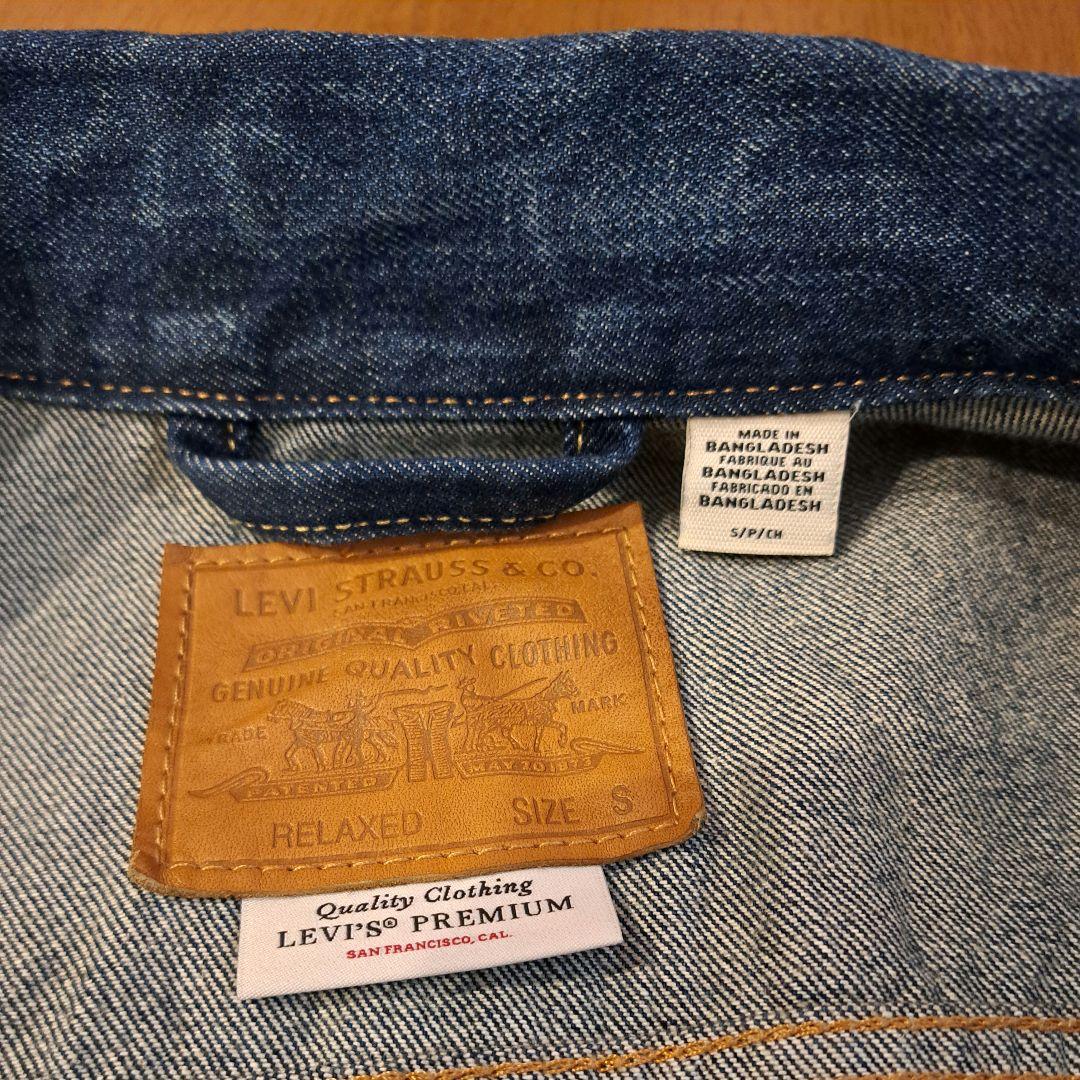 MADE IN
BANGLADESH
FABRIQUE AU
BANGLADESH
FABRICADO EN
BANGLADESH
S/P/CH
LEVI STRAUSS & CO.
SAN FRANCISCO, CAL.
ORIGINAL RIVETED
GENUINE QUALITY CLOTHING
TRADE MARK
PATENTED MAY 20 1873
RELAXED SIZE S
Quality Clothing
LEVI'S® PREMIUM
SAN FRANCISCO, CAL.